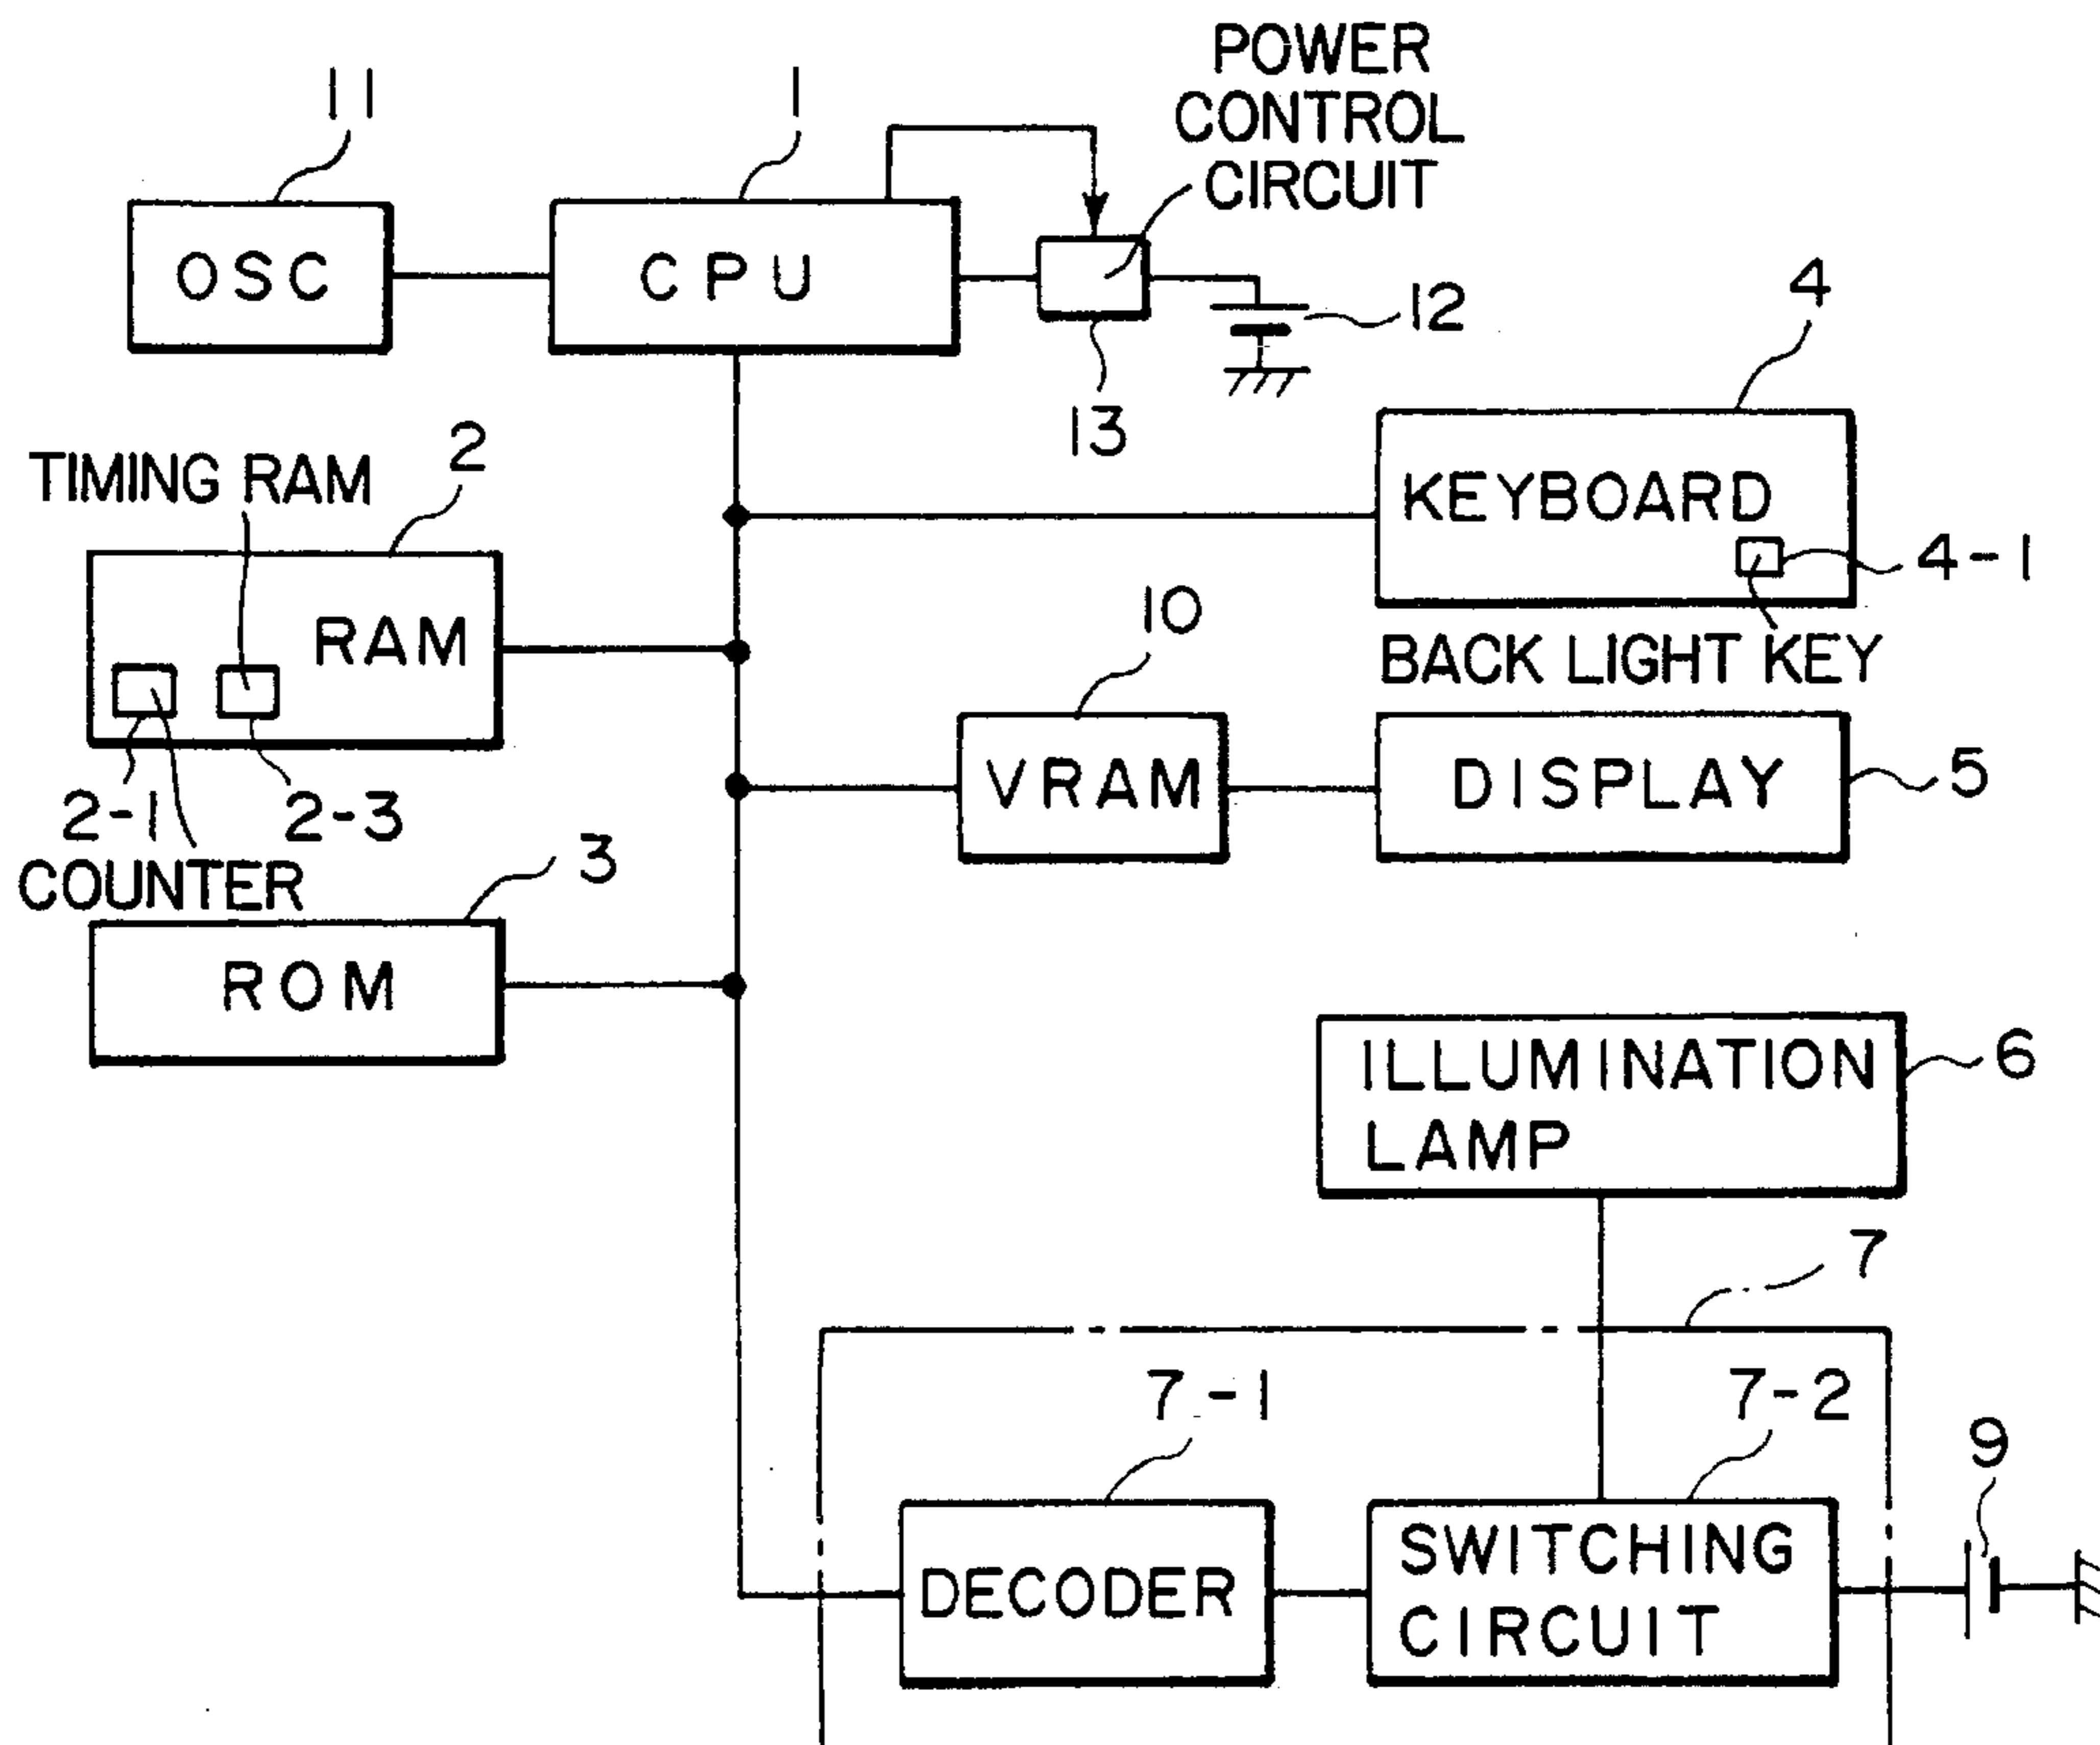 POWER
CONTROL
CIRCUIT
11
1
OSC
CPU
12
13
4
KEYBOARD
4-1
BACK LIGHT KEY
TIMING RAM
2
RAM
2-1
2-3
COUNTER
10
VRAM
DISPLAY
5
3
ROM
ILLUMINATION
LAMP
6
7
7-1
7-2
9
DECODER
SWITCHING
CIRCUIT